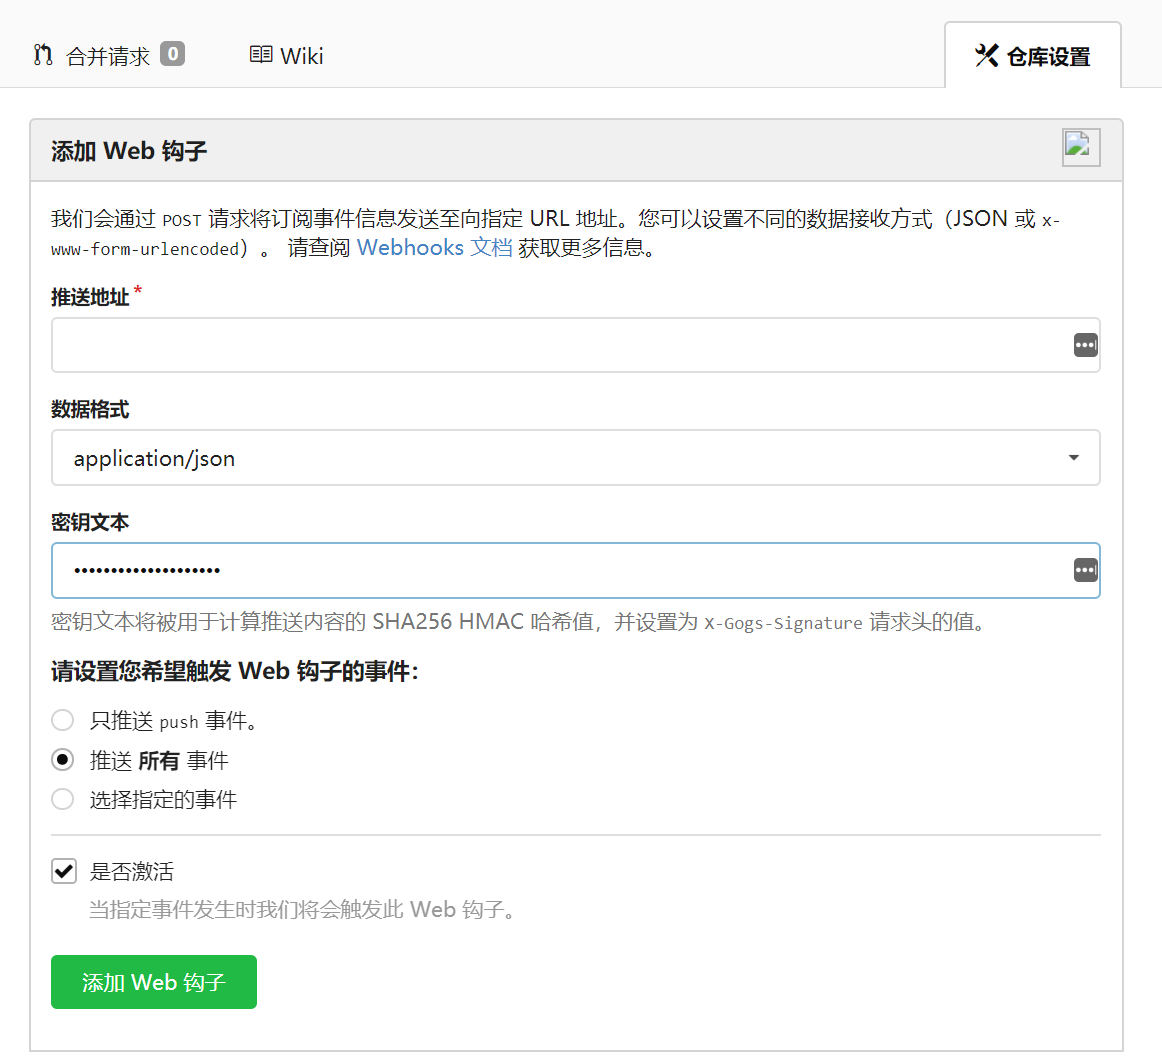 合并请求 0 Wiki 仓库设置
添加 Web 钩子
我们会通过 POST 请求将订阅事件信息发送至向指定 URL 地址。您可以设置不同的数据接收方式（JSON 或 x-
www-form-urlencoded）。 请查阅 Webhooks 文档 获取更多信息。
推送地址 *
数据格式
application/json
密钥文本
••••••••••••••••••••
密钥文本将被用于计算推送内容的 SHA256 HMAC 哈希值，并设置为 X-Gogs-Signature 请求头的值。
请设置您希望触发 Web 钩子的事件：
只推送 push 事件。
推送 所有 事件
选择指定的事件
是否激活
当指定事件发生时我们将会触发此 Web 钩子。
添加 Web 钩子